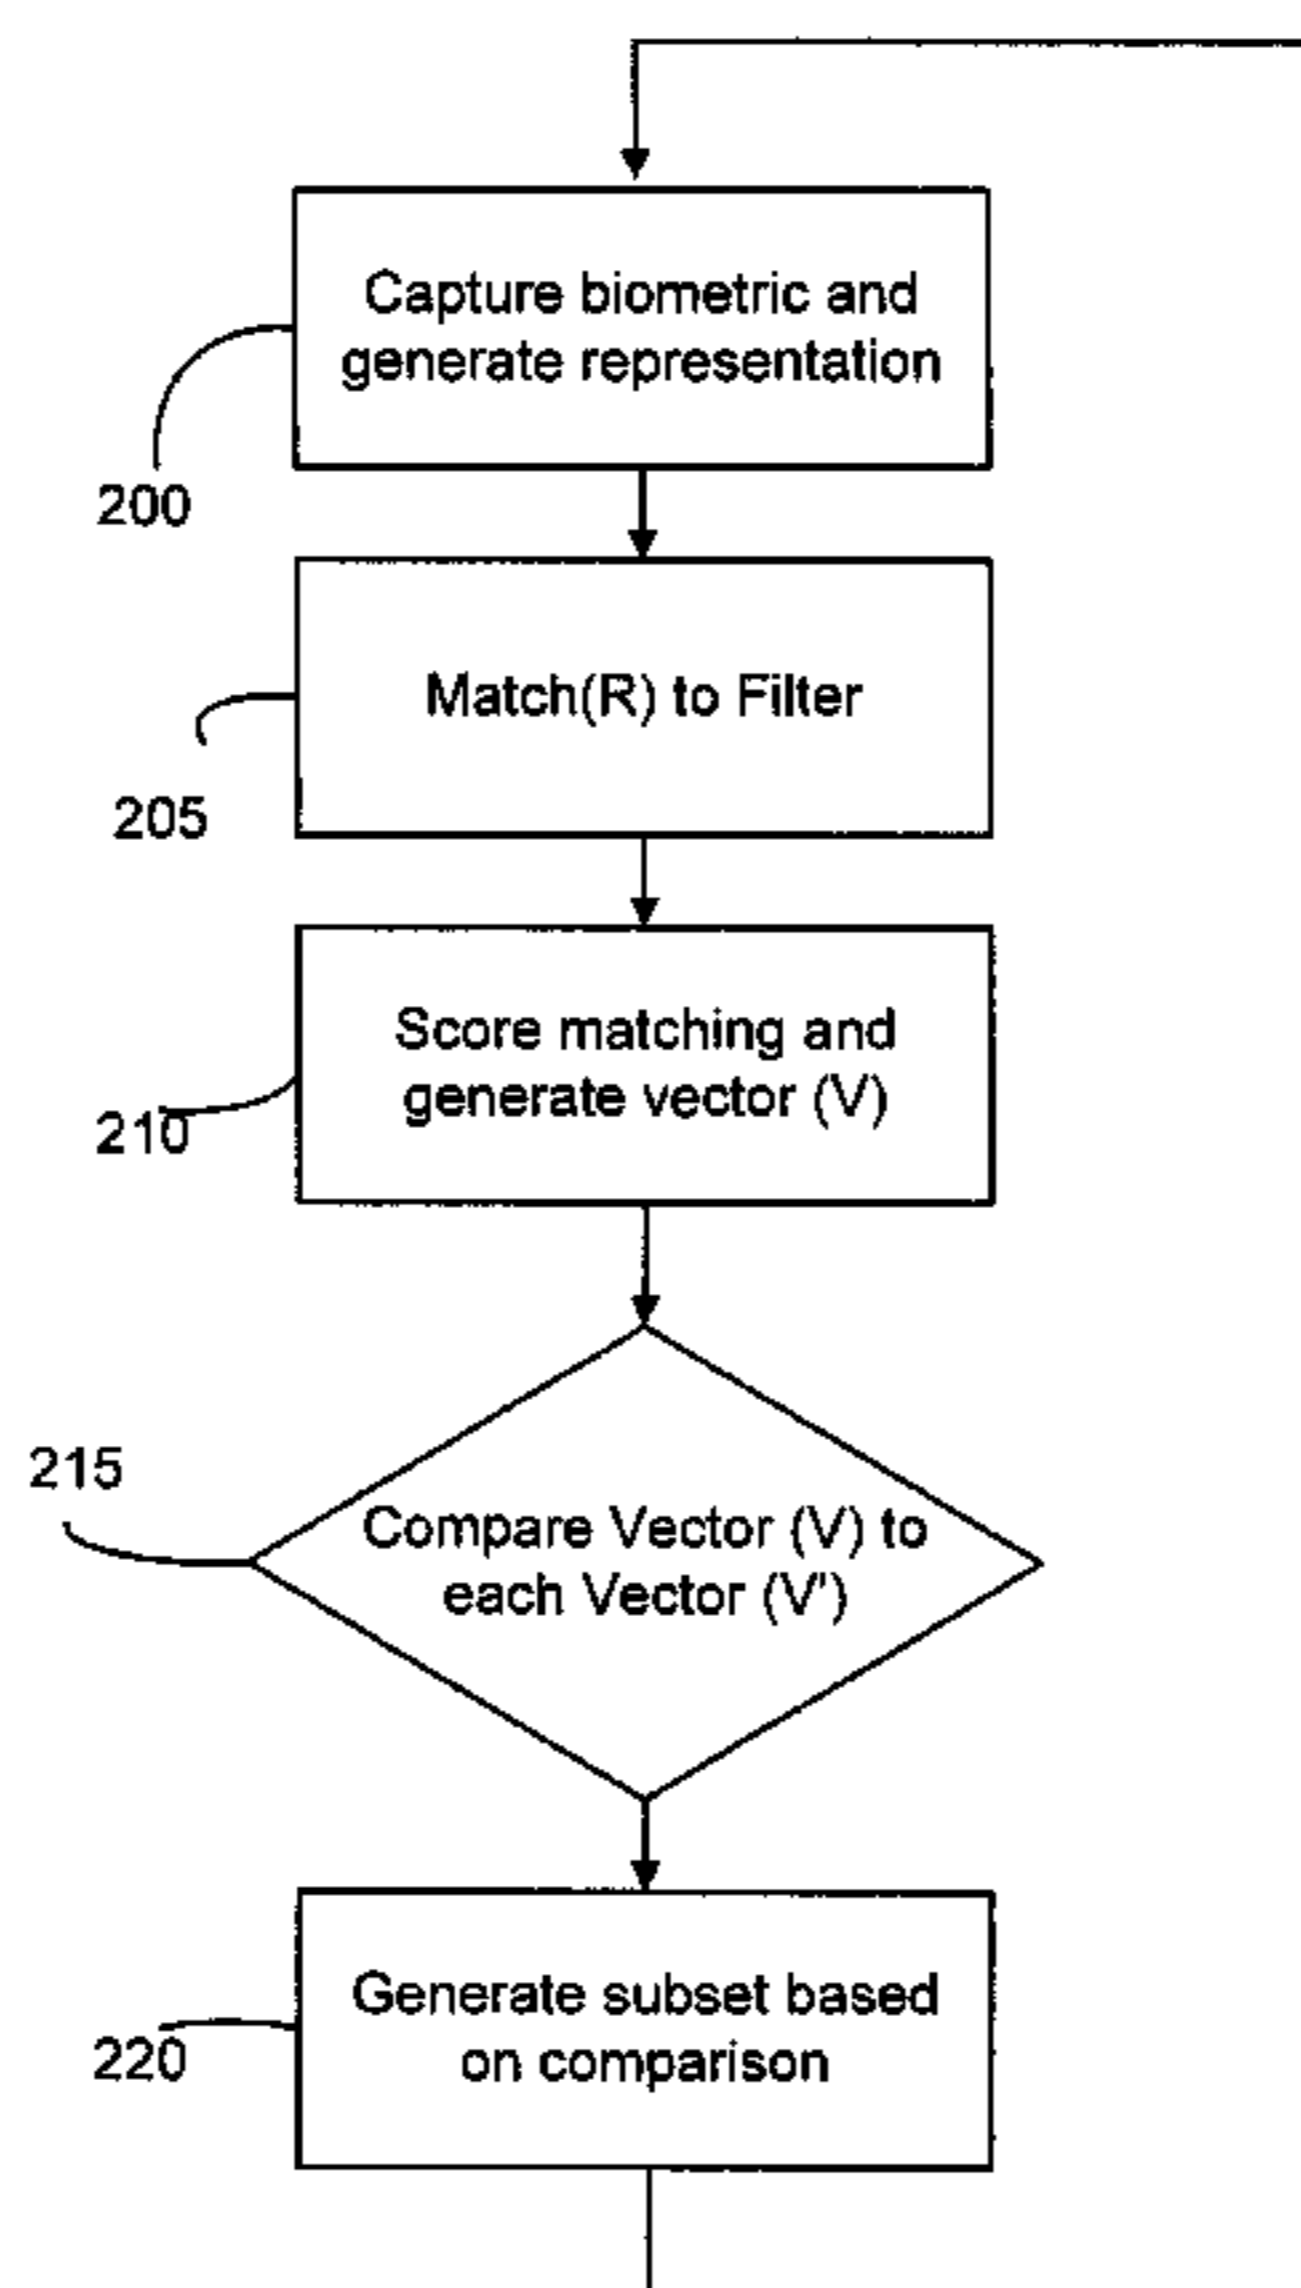 Capture biometric and
generate representation
200
Match(R) to Filter
205
Score matching and
generate vector (V)
210
215
Compare Vector (V) to
each Vector (V')
Generate subset based
on comparison
220